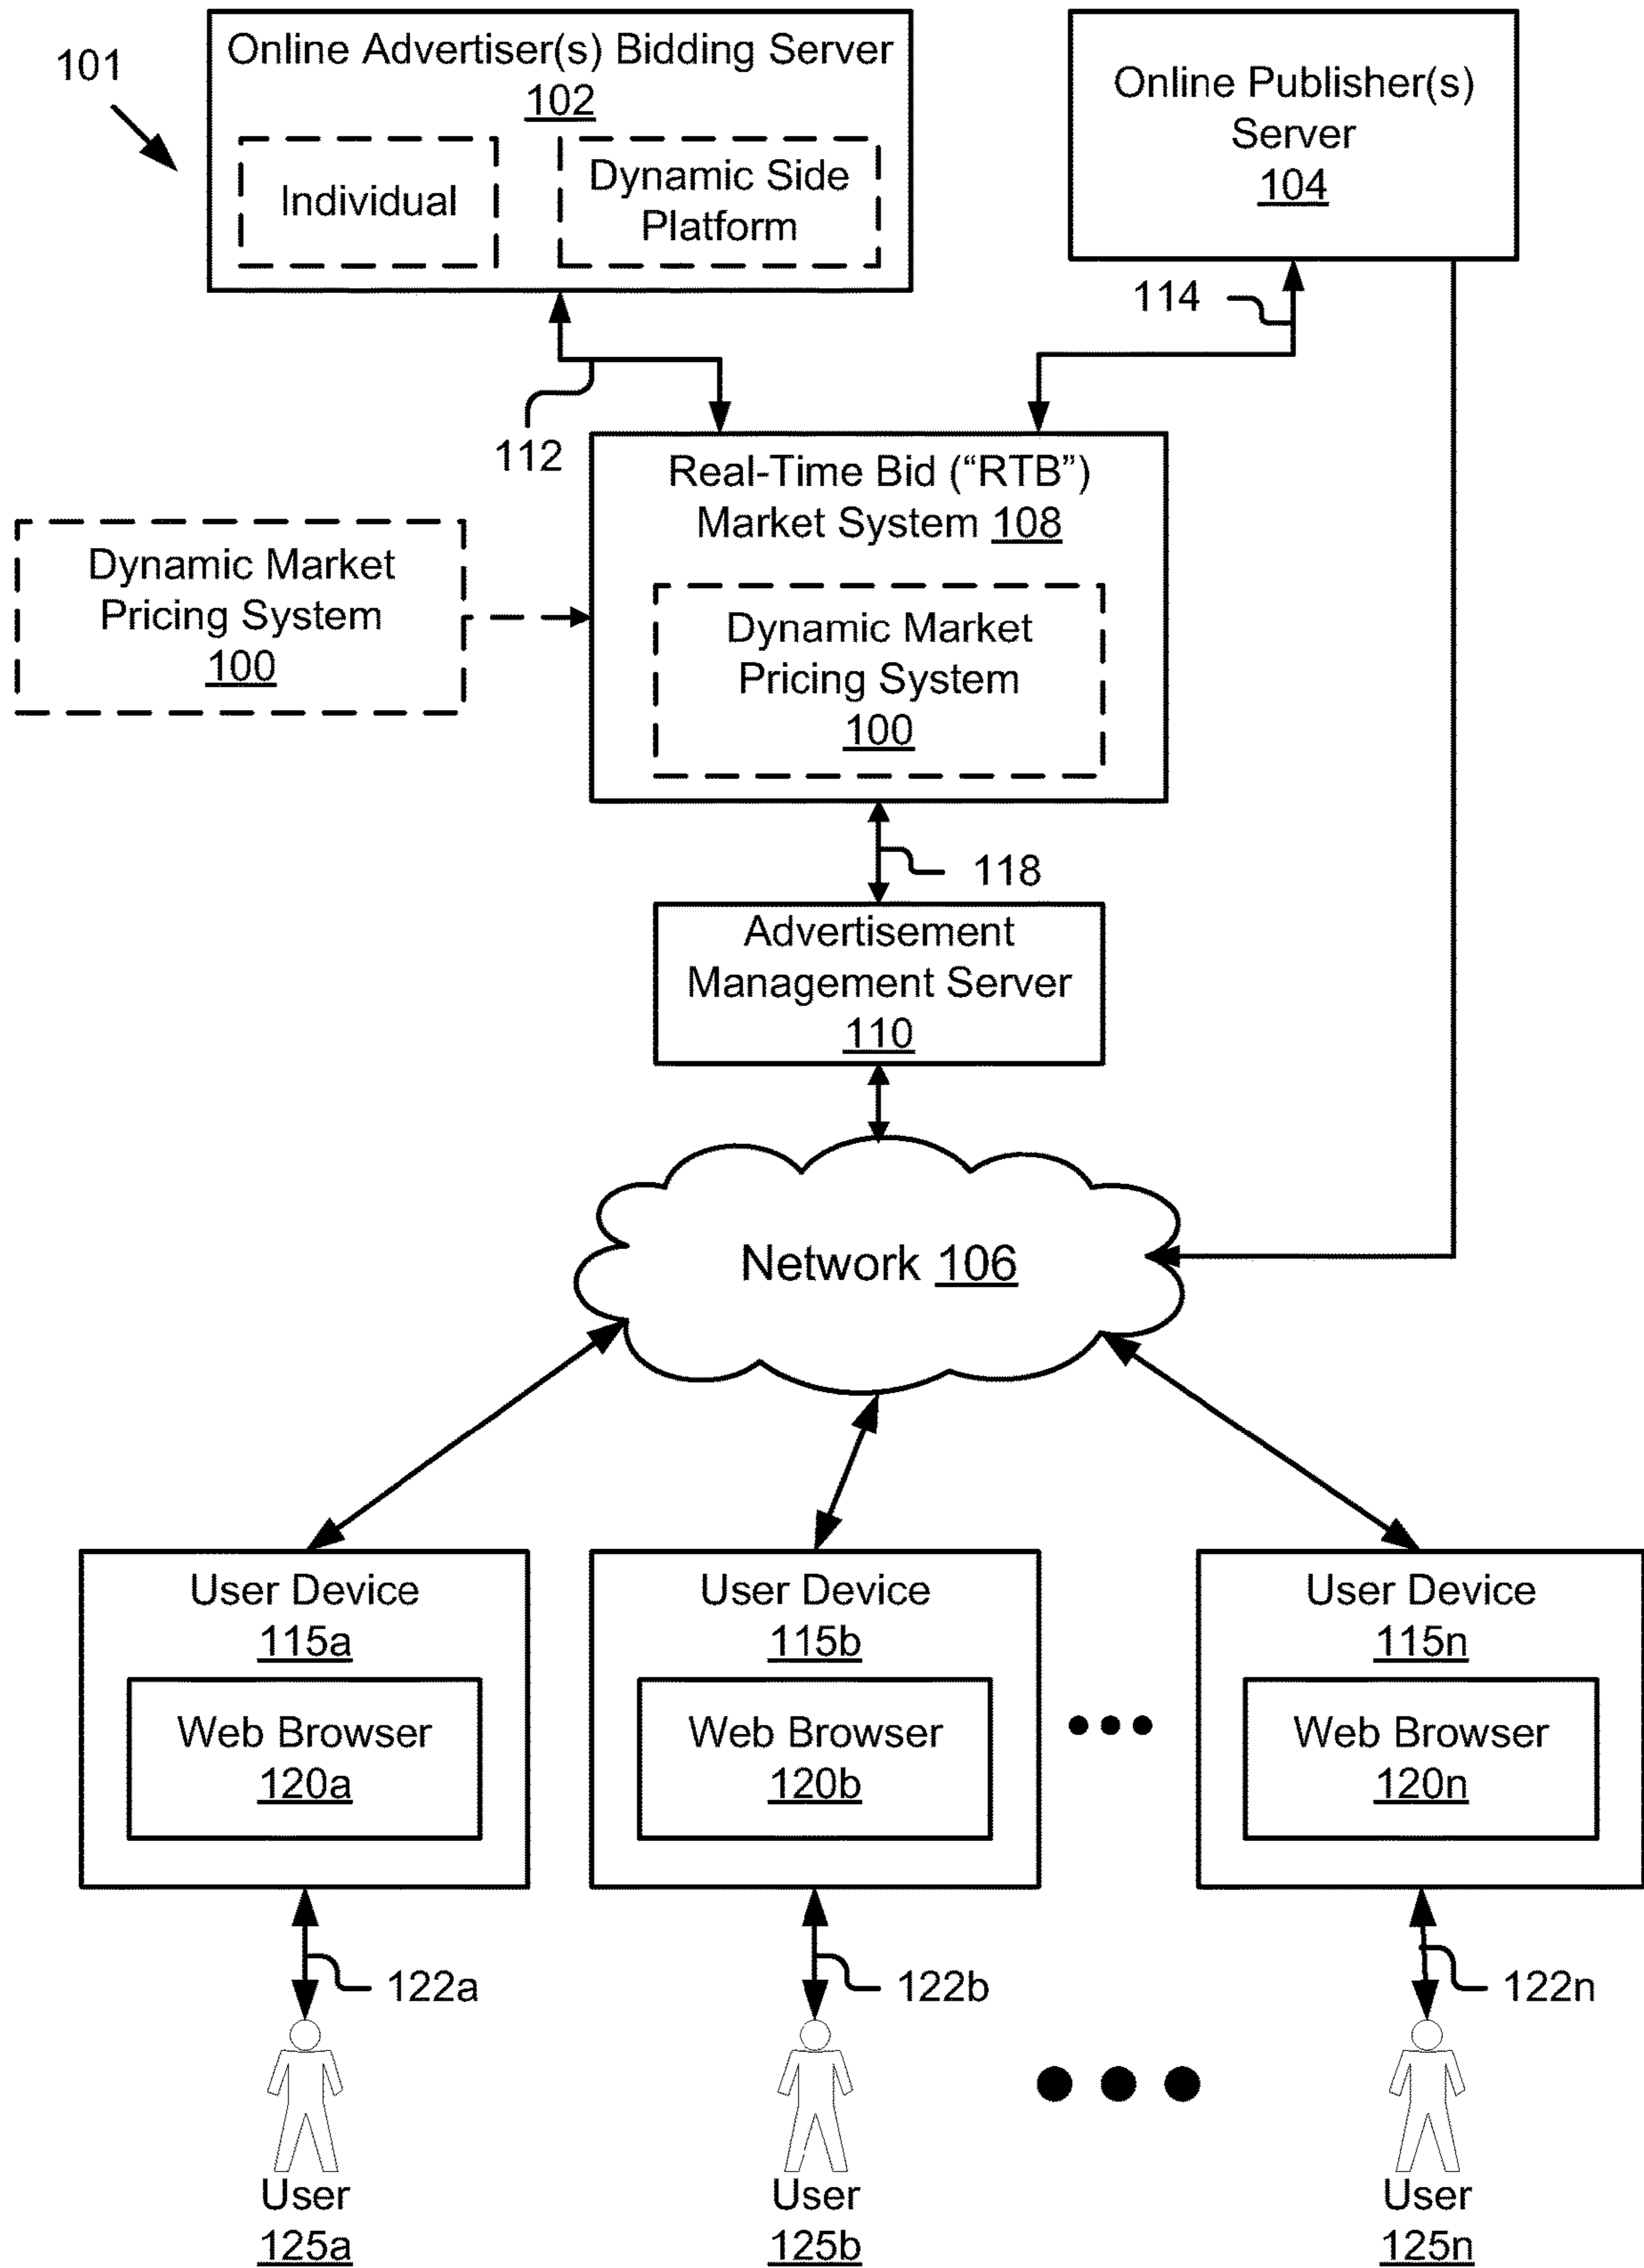 101
Online Advertiser(s) Bidding Server
102
Individual
Dynamic Side
Platform
Online Publisher(s)
Server
104
114
112
Real-Time Bid (“RTB”)
Market System 108
Dynamic Market
Pricing System
100
Dynamic Market
Pricing System
100
118
Advertisement
Management Server
110
Network 106
User Device
115a
Web Browser
120a
User Device
115b
Web Browser
120b
User Device
115n
Web Browser
120n
122a
122b
122n
User
125a
User
125b
User
125n